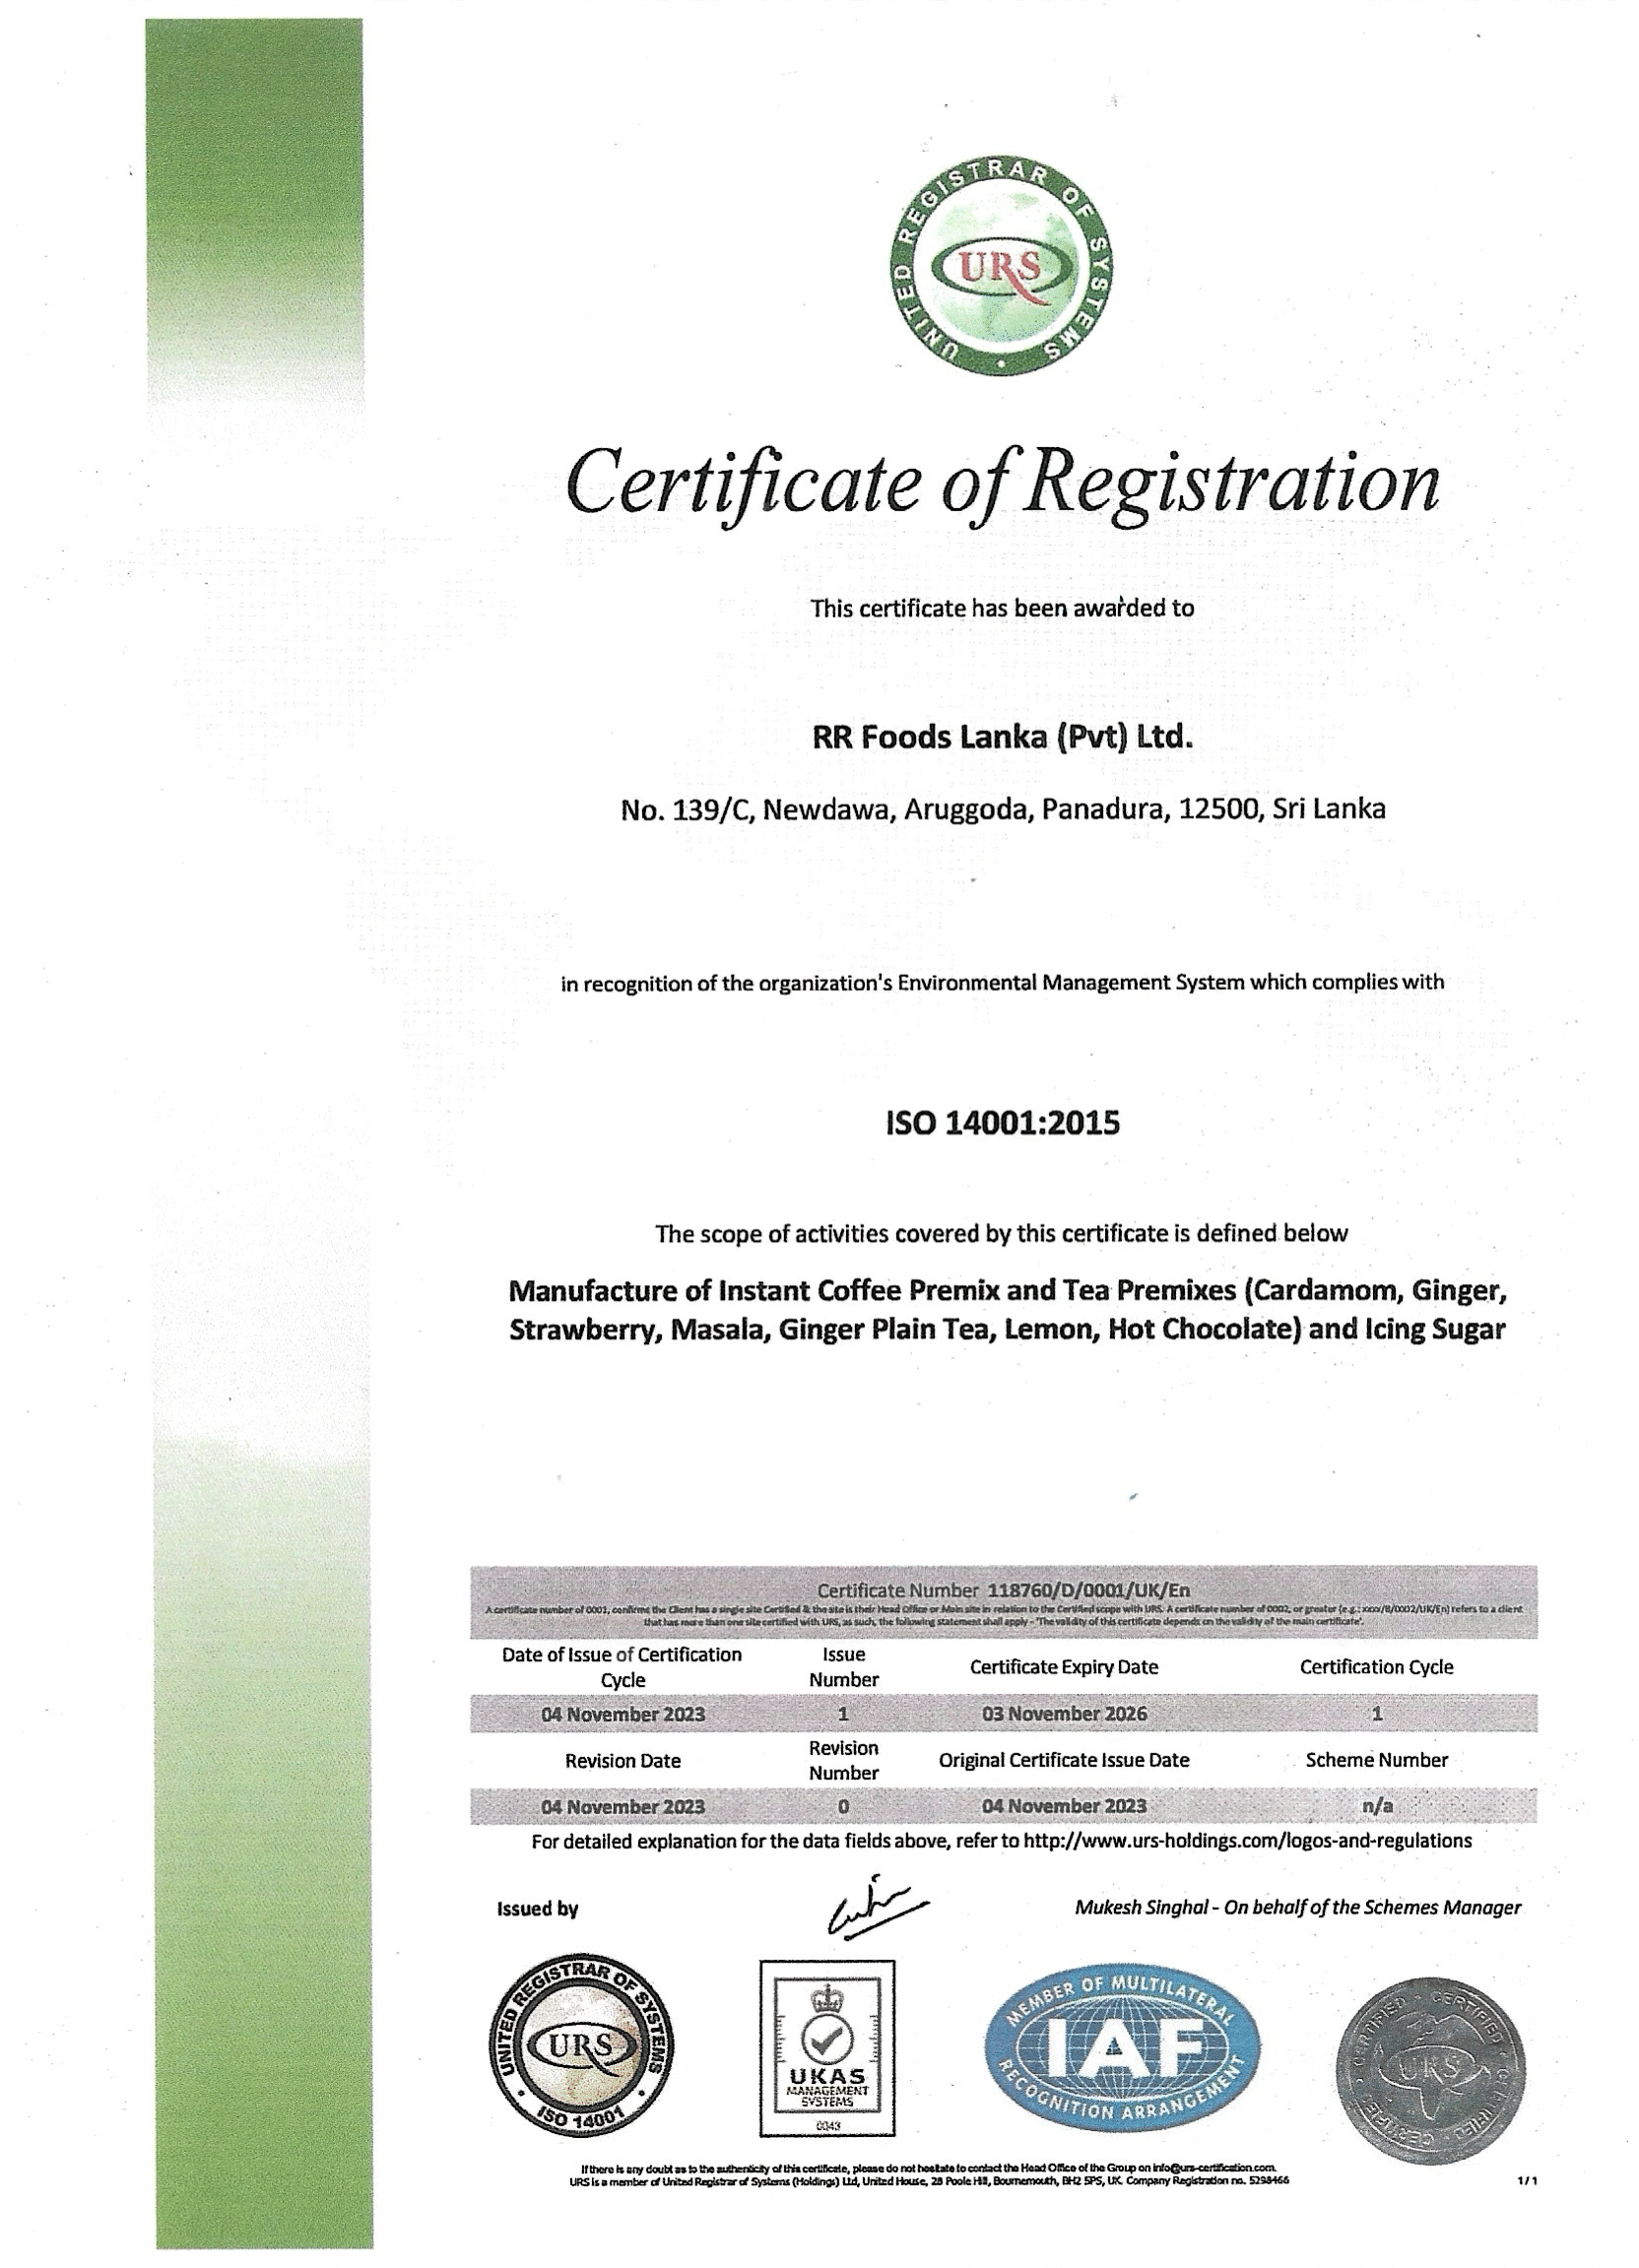 UNITED REGISTRAR OF SYSTEMS
URS
Certificate of Registration
This certificate has been awarded to
RR Foods Lanka (Pvt) Ltd.
No. 139/C, Newdawa, Aruggoda, Panadura, 12500, Sri Lanka
in recognition of the organization's Environmental Management System which complies with
ISO 14001:2015
The scope of activities covered by this certificate is defined below
Manufacture of Instant Coffee Premix and Tea Premixes (Cardamom, Ginger,
Strawberry, Masala, Ginger Plain Tea, Lemon, Hot Chocolate) and Icing Sugar
Certificate Number 118760/D/0001/UK/En
A certificate number of 0001, confirms the Client has a single site Certified & the site is their Head Office or Main site in relation to the Certified scope with URS. A certificate number of 0002, or greater (e.g.: xxxx/B/0002/UK/En) refers to a client
that has more than one site certified with URS, as such, the following statement shall apply - 'The validity of this certificate depends on the validity of the main certificate'.
Date of Issue of Certification Cycle
Issue Number
Certificate Expiry Date
Certification Cycle
04 November 2023 1 03 November 2026 1
Revision Date
Revision Number
Original Certificate Issue Date
Scheme Number
04 November 2023 0 04 November 2023 n/a
For detailed explanation for the data fields above, refer to http://www.urs-holdings.com/logos-and-regulations
Issued by
Mukesh Singhal - On behalf of the Schemes Manager
UNITED REGISTRAR OF SYSTEMS
URS
ISO 14001
UKAS
MANAGEMENT
SYSTEMS
0043
MEMBER OF MULTILATERAL
IAF
RECOGNITION ARRANGEMENT
CERTIFIED CERTIFIED CERTIFIED CERTIFIED
URS
If there is any doubt as to the authenticity of this certificate, please do not hesitate to contact the Head Office of the Group on info@urs-certification.com.
URS is a member of United Registrar of Systems (Holdings) Ltd, United House, 28 Poole Hill, Bournemouth, BH2 5PS, UK. Company Registration no. 5298466
1/1